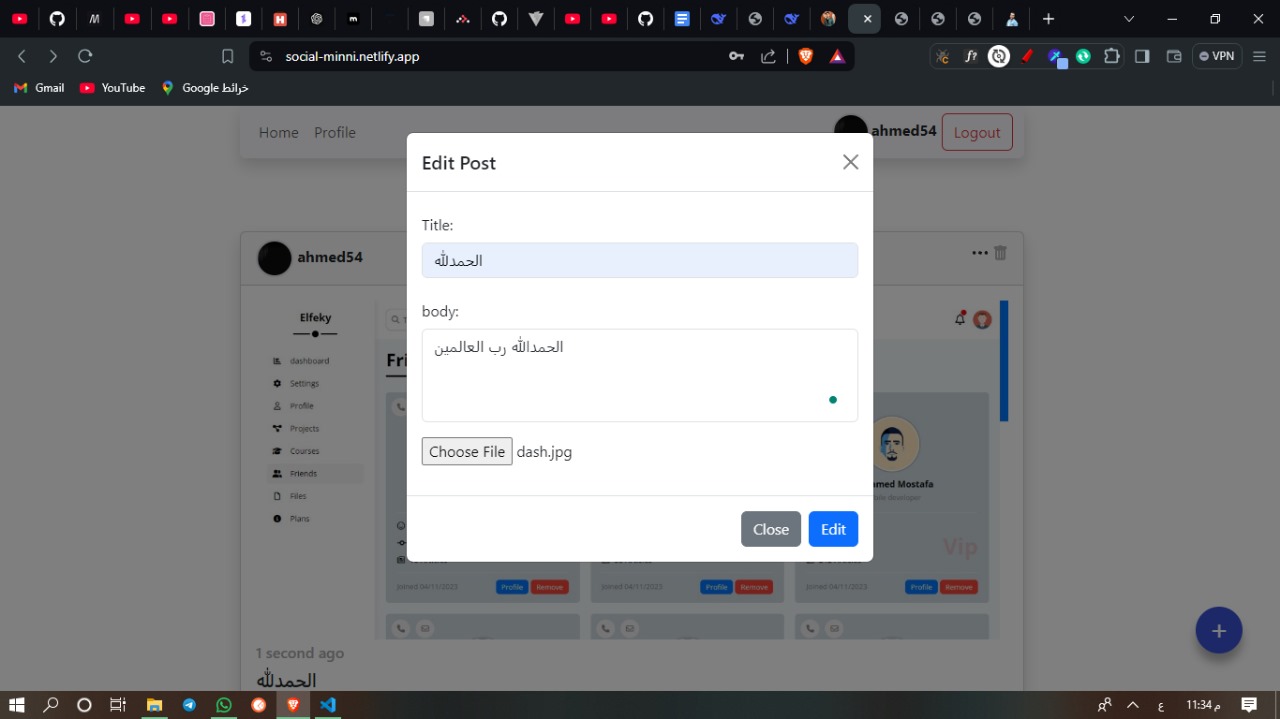 social-minni.netlify.app
VPN
Gmail
YouTube
خرائط Google
Home
Profile
ahmed54
Logout
Edit Post
Title:
الحمدلله
body:
الحمدالله رب العالمين
Choose File dash.jpg
Close
Edit
ahmed54
Elfeky
dashboard
Settings
Profile
Projects
Courses
Friends
Files
Plans
Fri
med Mostafa
Vip
Joined 04/11/2023 Profile Remove
Joined 04/11/2023 Profile Remove
Joined 04/11/2023 Profile Remove
+
1 second ago
الحمدلله
ع
11:34 م